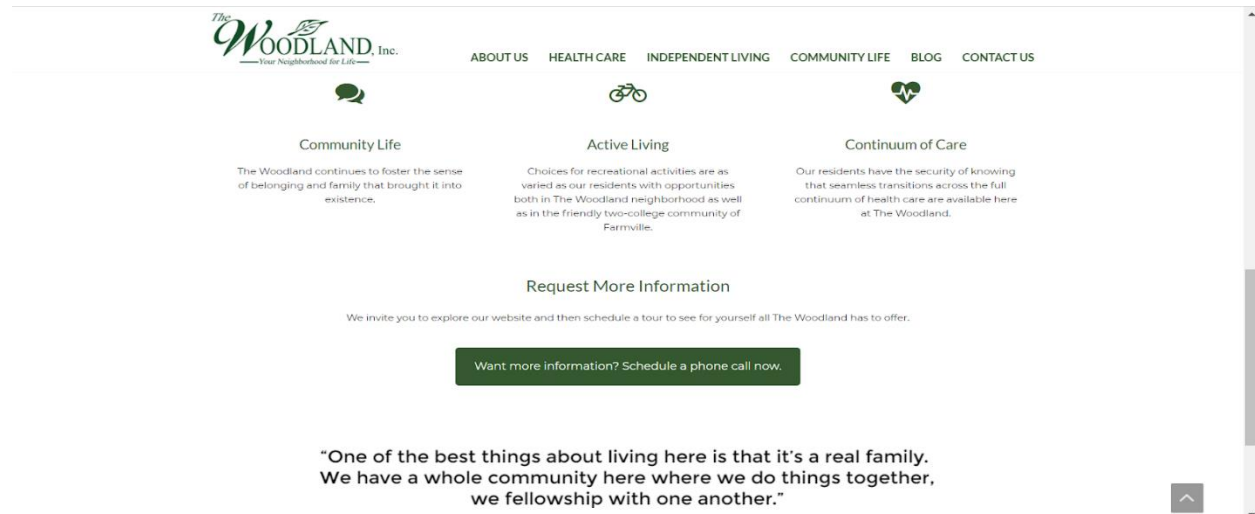 The
WOODLAND, Inc.
Your Neighborhood for Life
ABOUT US HEALTH CARE INDEPENDENT LIVING COMMUNITY LIFE BLOG CONTACT US
Community Life
The Woodland continues to foster the sense
of belonging and family that brought it into
existence.
Active Living
Choices for recreational activities are as
varied as our residents with opportunities
both in The Woodland neighborhood as well
as in the friendly two-college community of
Farmville.
Continuum of Care
Our residents have the security of knowing
that seamless transitions across the full
continuum of health care are available here
at The Woodland.
Request More Information
We invite you to explore our website and then schedule a tour to see for yourself all The Woodland has to offer.
Want more information? Schedule a phone call now.
“One of the best things about living here is that it's a real family.
We have a whole community here where we do things together,
we fellowship with one another.”